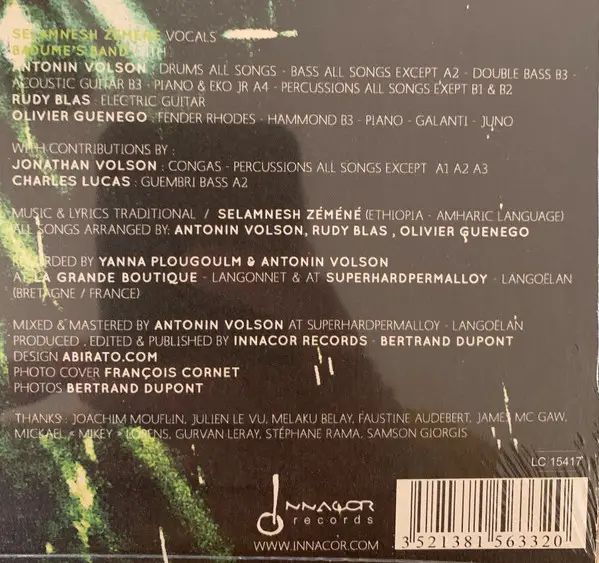 SELAMNESH ZÉMÉNÉ VOCALS
BADUME'S BAND WITH
ANTONIN VOLSON : DRUMS ALL SONGS - BASS ALL SONGS EXCEPT A2 - DOUBLE BASS B3 -
ACOUSTIC GUITAR B3 - PIANO & EKO JR A4 - PERCUSSIONS ALL SONGS EXEPT B1 & B2
RUDY BLAS : ELECTRIC GUITAR
OLIVIER GUENEGO : FENDER RHODES - HAMMOND B3 - PIANO - GALANTI - JUNO
WITH CONTRIBUTIONS BY :
JONATHAN VOLSON : CONGAS - PERCUSSIONS ALL SONGS EXCEPT A1 A2 A3
CHARLES LUCAS : GUEMBRI BASS A2
MUSIC & LYRICS TRADITIONAL / SELAMNESH ZÉMÉNÉ (ETHIOPIA - AMHARIC LANGUAGE)
ALL SONGS ARRANGED BY: ANTONIN VOLSON, RUDY BLAS , OLIVIER GUENEGO
RECORDED BY YANNA PLOUGOULM & ANTONIN VOLSON
AT LA GRANDE BOUTIQUE - LANGONNET & AT SUPERHARDPERMALLOY - LANGOËLAN
(BRETAGNE / FRANCE)
MIXED & MASTERED BY ANTONIN VOLSON AT SUPERHARDPERMALLOY - LANGOËLAN
PRODUCED , EDITED & PUBLISHED BY INNACOR RECORDS - BERTRAND DUPONT
DESIGN ABIRATO.COM
PHOTO COVER FRANÇOIS CORNET
PHOTOS BERTRAND DUPONT
THANKS : JOACHIM MOUFLIN, JULIEN LE VU, MELAKU BELAY, FAUSTINE AUDEBERT, JAMES MC GAW,
MICKAEL « MIKEY » LOPENS, GURVAN LERAY, STÉPHANE RAMA, SAMSON GIORGIS
LC 15417
INNACOR
records
WWW.INNACOR.COM
3 521381 563320